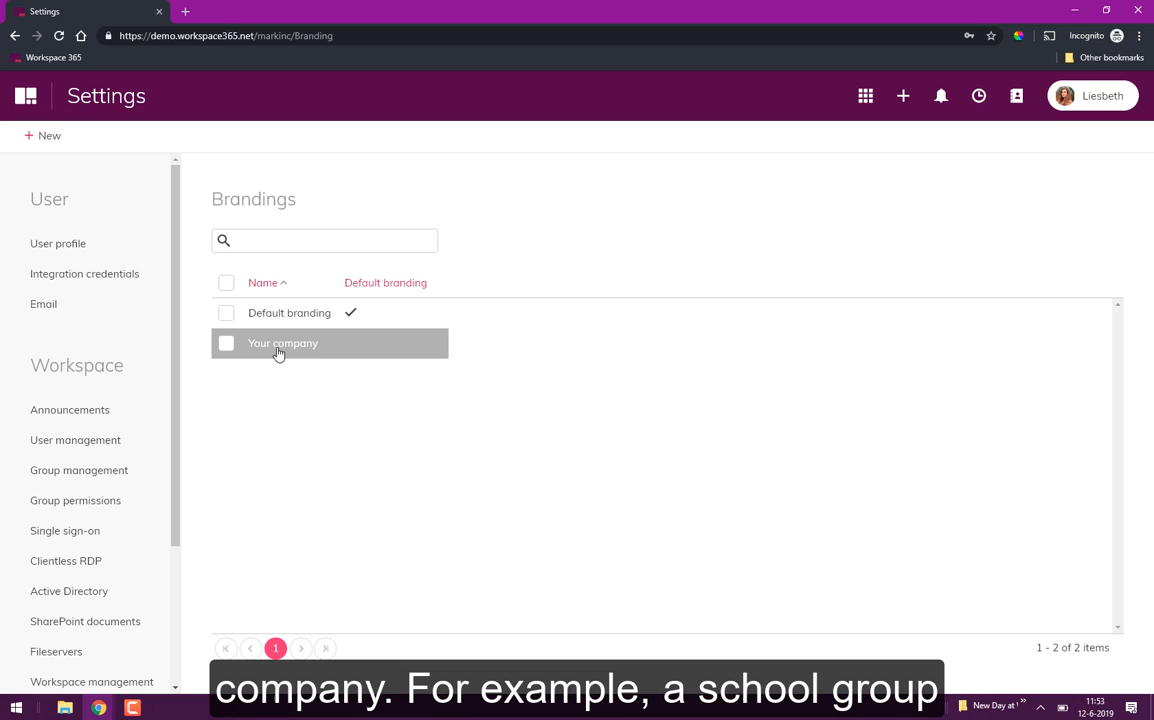 Settings
https://demo.workspace365.net/markinc/Branding
Incognito
Workspace 365
Other bookmarks
Settings
Liesbeth
+ New
User
User profile
Integration credentials
Email
Workspace
Announcements
User management
Group management
Group permissions
Single sign-on
Clientless RDP
Active Directory
SharePoint documents
Fileservers
Workspace management
Brandings
Name
Default branding
Default branding
Your company
1
1 - 2 of 2 items
company. For example, a school group
New Day at
11:53
12-6-2019